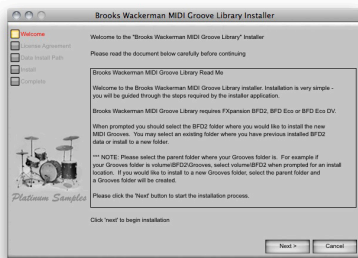 Brooks Wackerman MIDI Groove Library Installer
Welcome
License Agreement
Data Install Path
Install
Complete
Platinum Samples
Welcome to the "Brooks Wackerman MIDI Groove Library" Installer
Please read the document below carefully before continuing
Brooks Wackerman MIDI Groove Library Read Me
Welcome to the Brooks Wackerman MIDI Groove Library installer. Installation is very simple -
you will be guided through the steps required by the installer application.
Brooks Wackerman MIDI Groove Library requires FXpansion BFD2, BFD Eco or BFD Eco DV.
When prompted you should select the BFD2 folder where you would like to install the new
MIDI Grooves. You may select an existing folder where you have previous installed BFD2
data or install to a new folder.
*** NOTE: Please select the parent folder where your Grooves folder is. For example if
your Grooves folder is volume\BFD2\Grooves, select volume\BFD2 when prompted for an install
location. If you would like to install to a new Grooves folder, select the parent folder and
a Grooves folder will be created.
Please click the 'Next' button to start the installation process.
Click 'next' to begin installation
Next >
Cancel